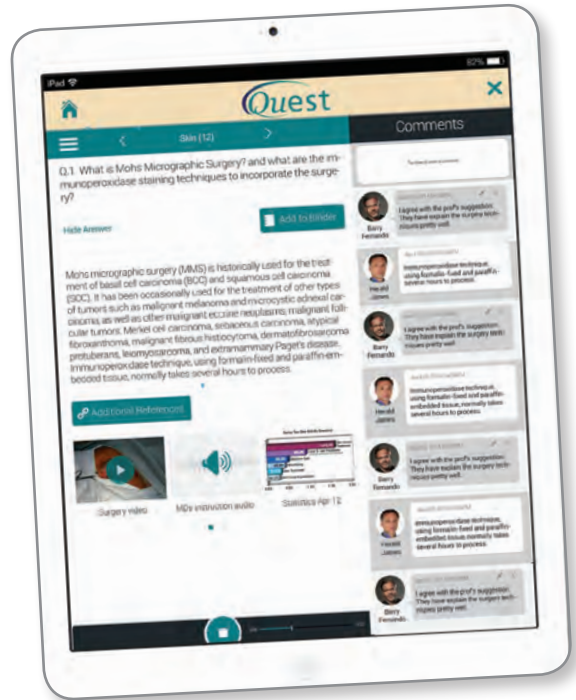 iPad
82%
Quest
Skin (12)
Comments
Q.1 What is Mohs Micrographic Surgery? and what are the im-
munoperoxidase staining techniques to incorporate the surge-
ry?
Hide Answer
Add to Binder
Mohs micrographic surgery (MMS) is historically used for the treat-
ment of basal cell carcinoma (BCC) and squamous cell carcinoma
(SCC). It has been occasionally used for the treatment of other types
of tumors such as malignant melanoma and microcystic adnexal car-
cinoma, as well as other malignant eccrine neoplasms, malignant foll-
cular tumors, Merkel cell carcinoma, sebaceous carcinoma, atypical
fibroxanthoma, malignant fibrous histiocytoma, dermatofibrosarcoma
protuberans, leiomyosarcoma, and extramammary Paget's disease.
Immunoperoxidase technique, using formalin-fixed and paraffin-em-
bedded tissue, normally takes several hours to process.
Additional References
Surgery video
MDs instruction audio
Statistics Apr 12
Barry
Fernando
I agree with the prof's suggestion.
They have explain the surgery tech-
niques pretty well.
Herald
James
Immunoperoxidase technique,
using formalin-fixed and paraffin-
several hours to process.
Barry
Fernando
I agree with the prof's suggestion.
They have explain the surgery tech-
niques pretty well.
Herald
James
Immunoperoxidase technique,
using formalin-fixed and paraffin-
embedded tissue, normally takes
several hours to process.
Barry
Fernando
I agree with the prof's suggestion.
They have explain the surgery tech-
niques pretty well.
Herald
James
Immunoperoxidase technique,
using formalin-fixed and paraffin-
embedded tissue, normally takes
several hours to process.
Barry
Fernando
I agree with the prof's suggestion.
They have explain the surgery tech-
niques pretty well.